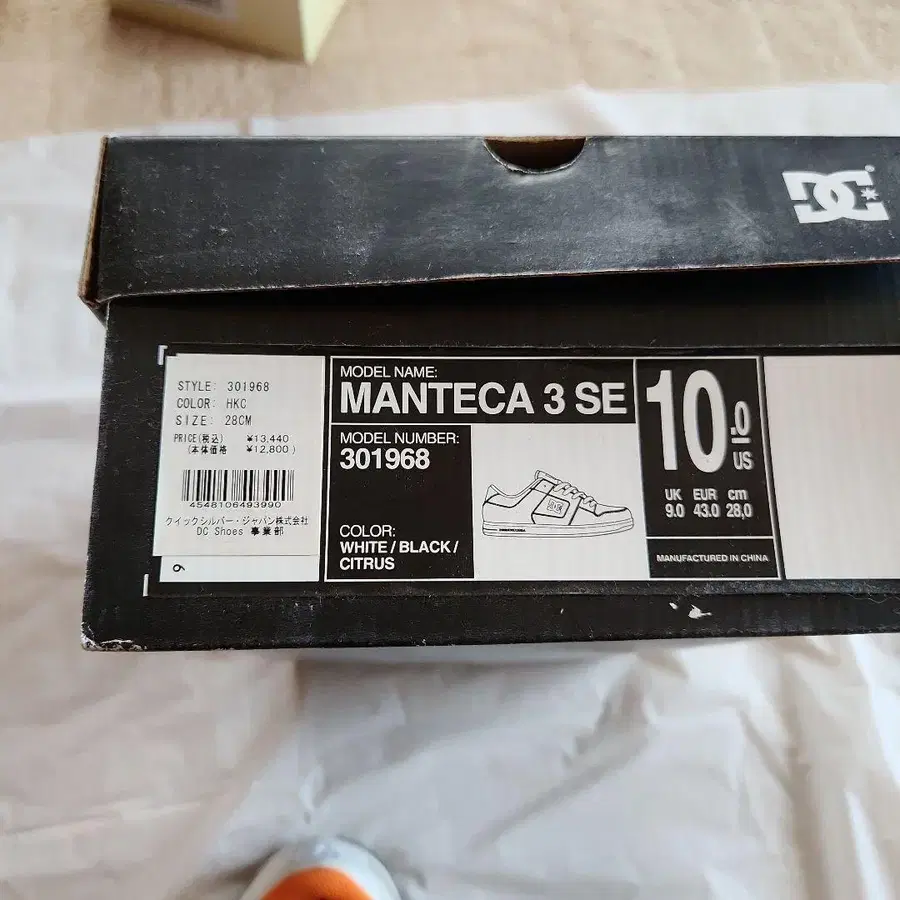 DC
STYLE: 301968
COLOR: HKC
SIZE: 28CM
PRICE(税込) ¥13,440
(本体価格 ¥12,800)
4548106493990
クイックシルバー・ジャパン株式会社
DC Shoes 事業部
6
MODEL NAME:
MANTECA 3 SE
MODEL NUMBER:
301968
COLOR:
WHITE / BLACK /
CITRUS
10.0
US
UK EUR cm
9.0 43.0 28,0
MANUFACTURED IN CHINA